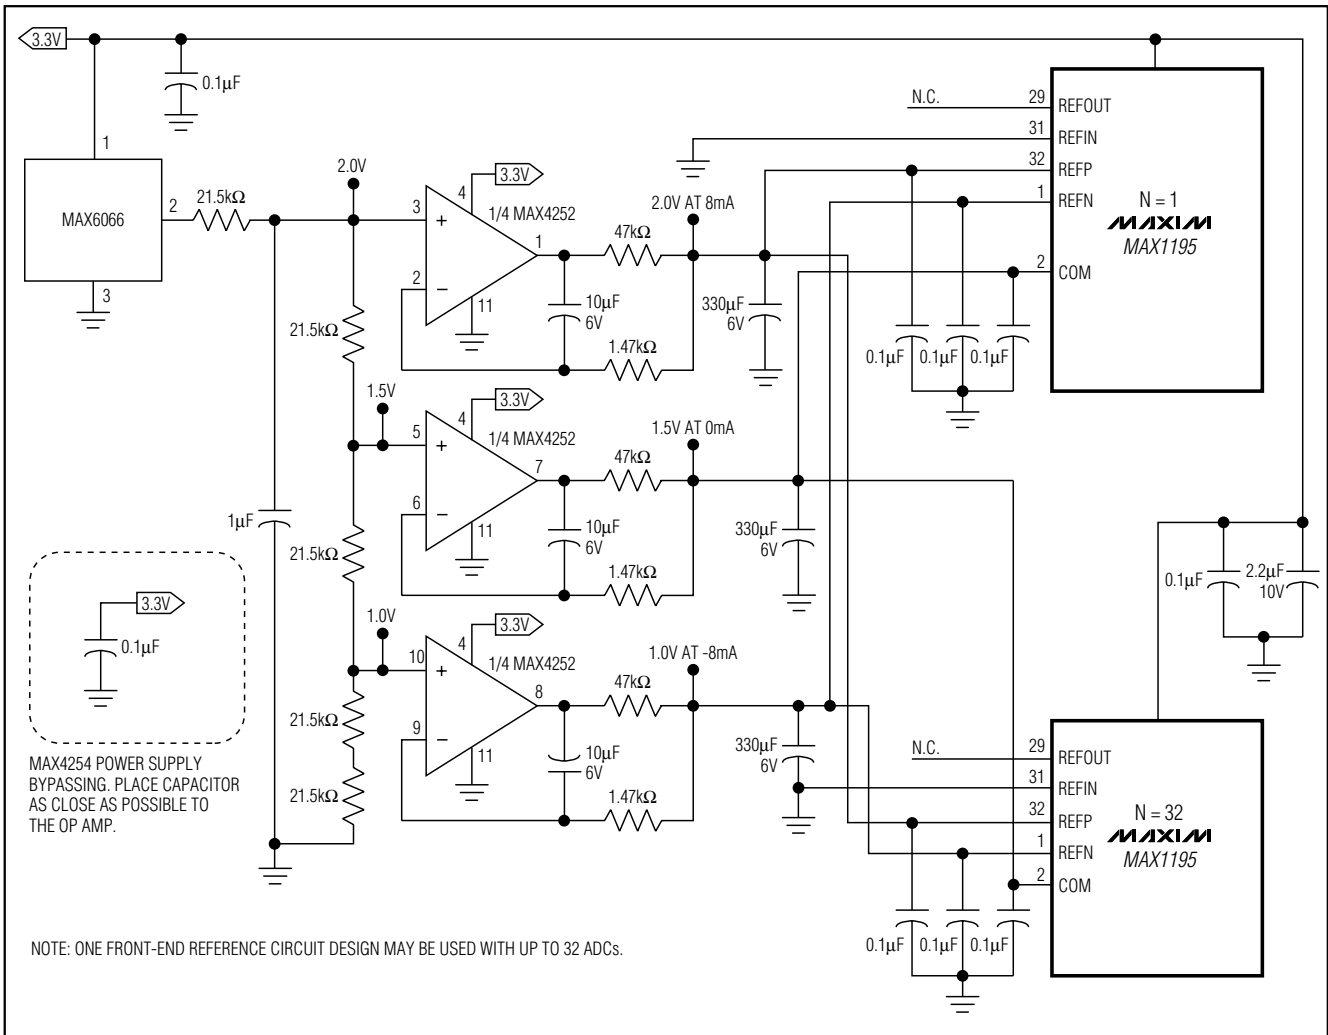 3.3V
0.1µF
N.C.
29
REFOUT
31
REFIN
32
REFP
1
REFN
2
COM
N = 1
MAXIM
MAX1195
1
MAX6066
2
3
21.5kΩ
2.0V
3
+
4
3.3V
1/4 MAX4252
1
2
−
11
47kΩ
2.0V AT 8mA
10µF
6V
1.47kΩ
330µF
6V
0.1µF
0.1µF
0.1µF
21.5kΩ
1.5V
5
+
4
3.3V
1/4 MAX4252
7
6
−
11
47kΩ
1.5V AT 0mA
10µF
6V
1.47kΩ
330µF
6V
1µF
21.5kΩ
0.1µF
2.2µF
10V
3.3V
0.1µF
MAX4254 POWER SUPPLY
BYPASSING. PLACE CAPACITOR
AS CLOSE AS POSSIBLE TO
THE OP AMP.
1.0V
10
+
4
3.3V
1/4 MAX4252
8
9
−
11
47kΩ
1.0V AT -8mA
10µF
6V
1.47kΩ
330µF
6V
21.5kΩ
21.5kΩ
N.C.
29
REFOUT
31
REFIN
32
REFP
1
REFN
2
COM
N = 32
MAXIM
MAX1195
0.1µF
0.1µF
0.1µF
NOTE: ONE FRONT-END REFERENCE CIRCUIT DESIGN MAY BE USED WITH UP TO 32 ADCs.